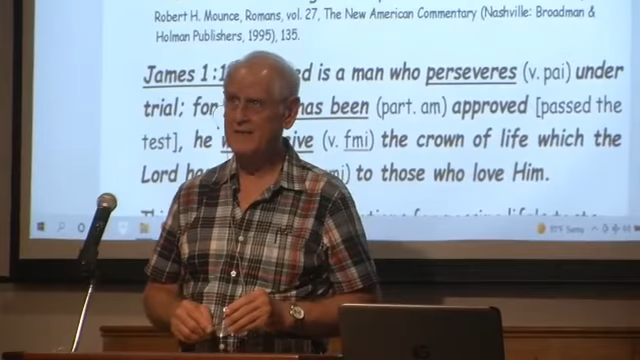 Robert H. Mounce, Romans, vol. 27, The New American Commentary (Nashville: Broadman &
Holman Publishers, 1995), 135.
James 1:1 d is a man who perseveres (v. pai) under
trial; for has been (part. am) approved [passed the
test], he ive (v. fmi) the crown of life which the
Lord mi) to those who love Him.